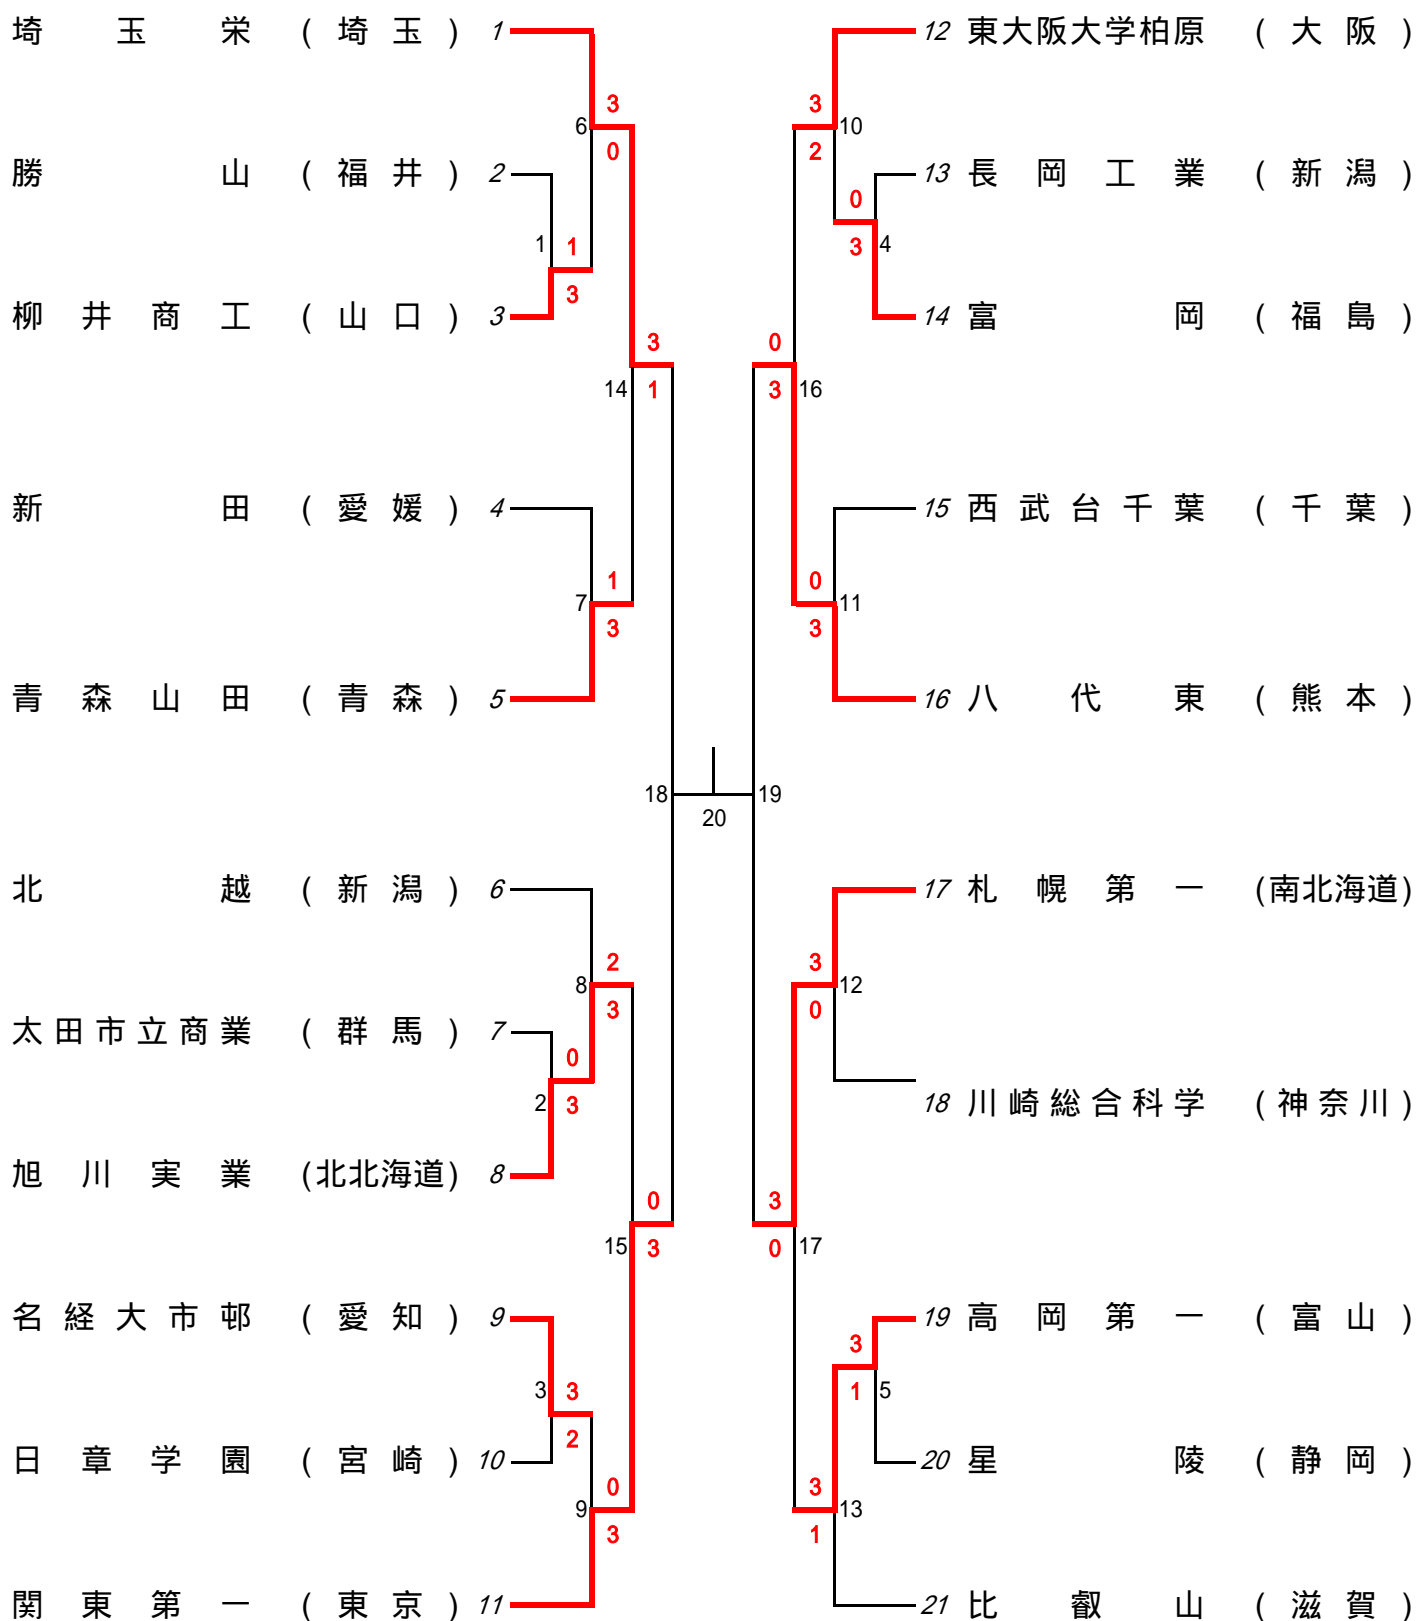 埼玉栄 (埼玉) 1
12 東大阪大学柏原 (大阪)
3
3
6
10
0
2
勝山 (福井) 2
13 長岡工業 (新潟)
0
1
1
3
4
3
柳井商工 (山口) 3
14 富岡 (福島)
3
0
14
1
3
16
新田 (愛媛) 4
15 西武台千葉 (千葉)
1
0
7
11
3
3
青森山田 (青森) 5
16 八代東 (熊本)
18
19
20
北越 (新潟) 6
17 札幌第一 (南北海道)
2
3
8
12
3
0
太田市立商業 (群馬) 7
0
2
3
18 川崎総合科学 (神奈川)
旭川実業 (北北海道) 8
0
3
15
3
0
17
名経大市邨 (愛知) 9
19 高岡第一 (富山)
3
3
3
1
5
2
日章学園 (宮崎) 10
20 星陵 (静岡)
0
3
9
13
3
1
関東第一 (東京) 11
21 比叡山 (滋賀)